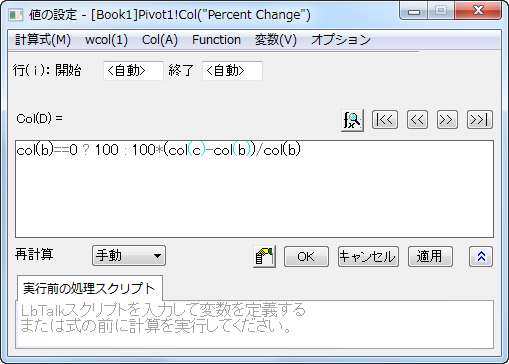 値の設定 - [Book1]Pivot1!Col("Percent Change")
計算式(M) wcol(1) Col(A) Function 変数(V) オプション
行(i): 開始 <自動> 終了 <自動>
Col(D) =
|<< << >> >>|
col(b)==0 ? 100 : 100*(col(c)-col(b))/col(b)
再計算 手動 OK キャンセル 適用
実行前の処理スクリプト
LbTalkスクリプトを入力して変数を定義する
または式の前に計算を実行してください。